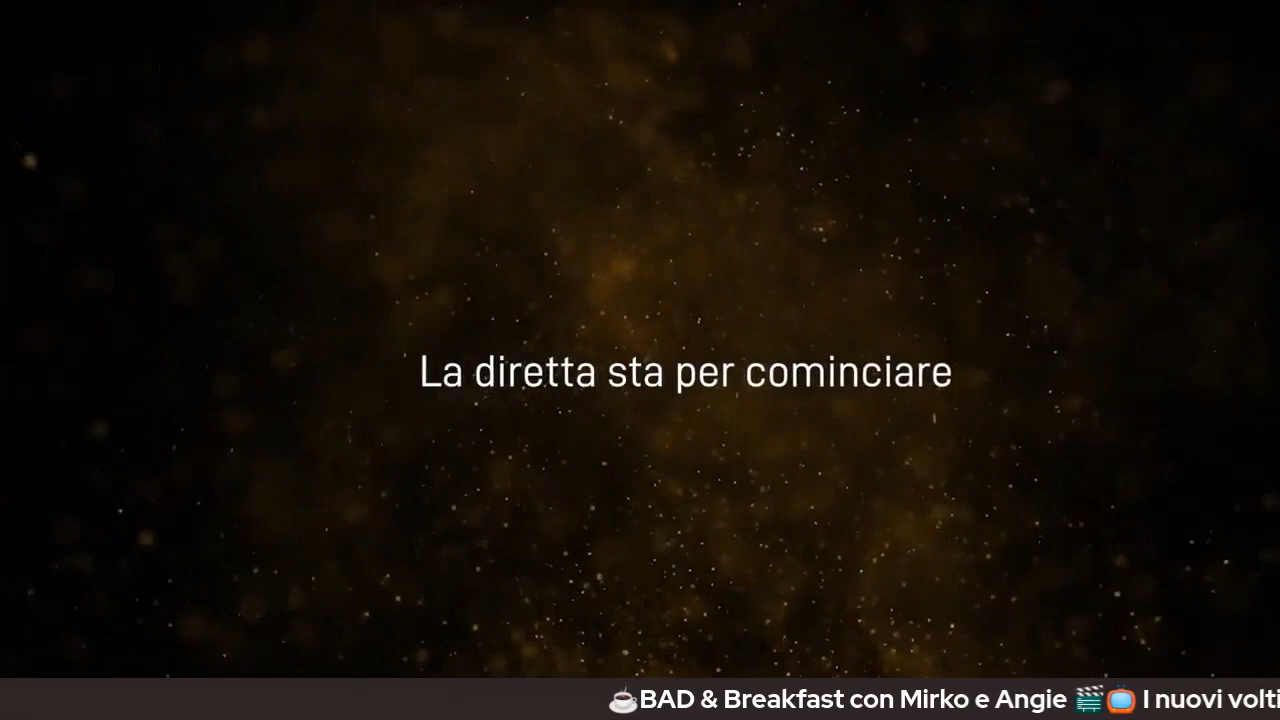 La diretta sta per cominciare
☕BAD & Breakfast con Mirko e Angie 🎬📺 I nuovi volti